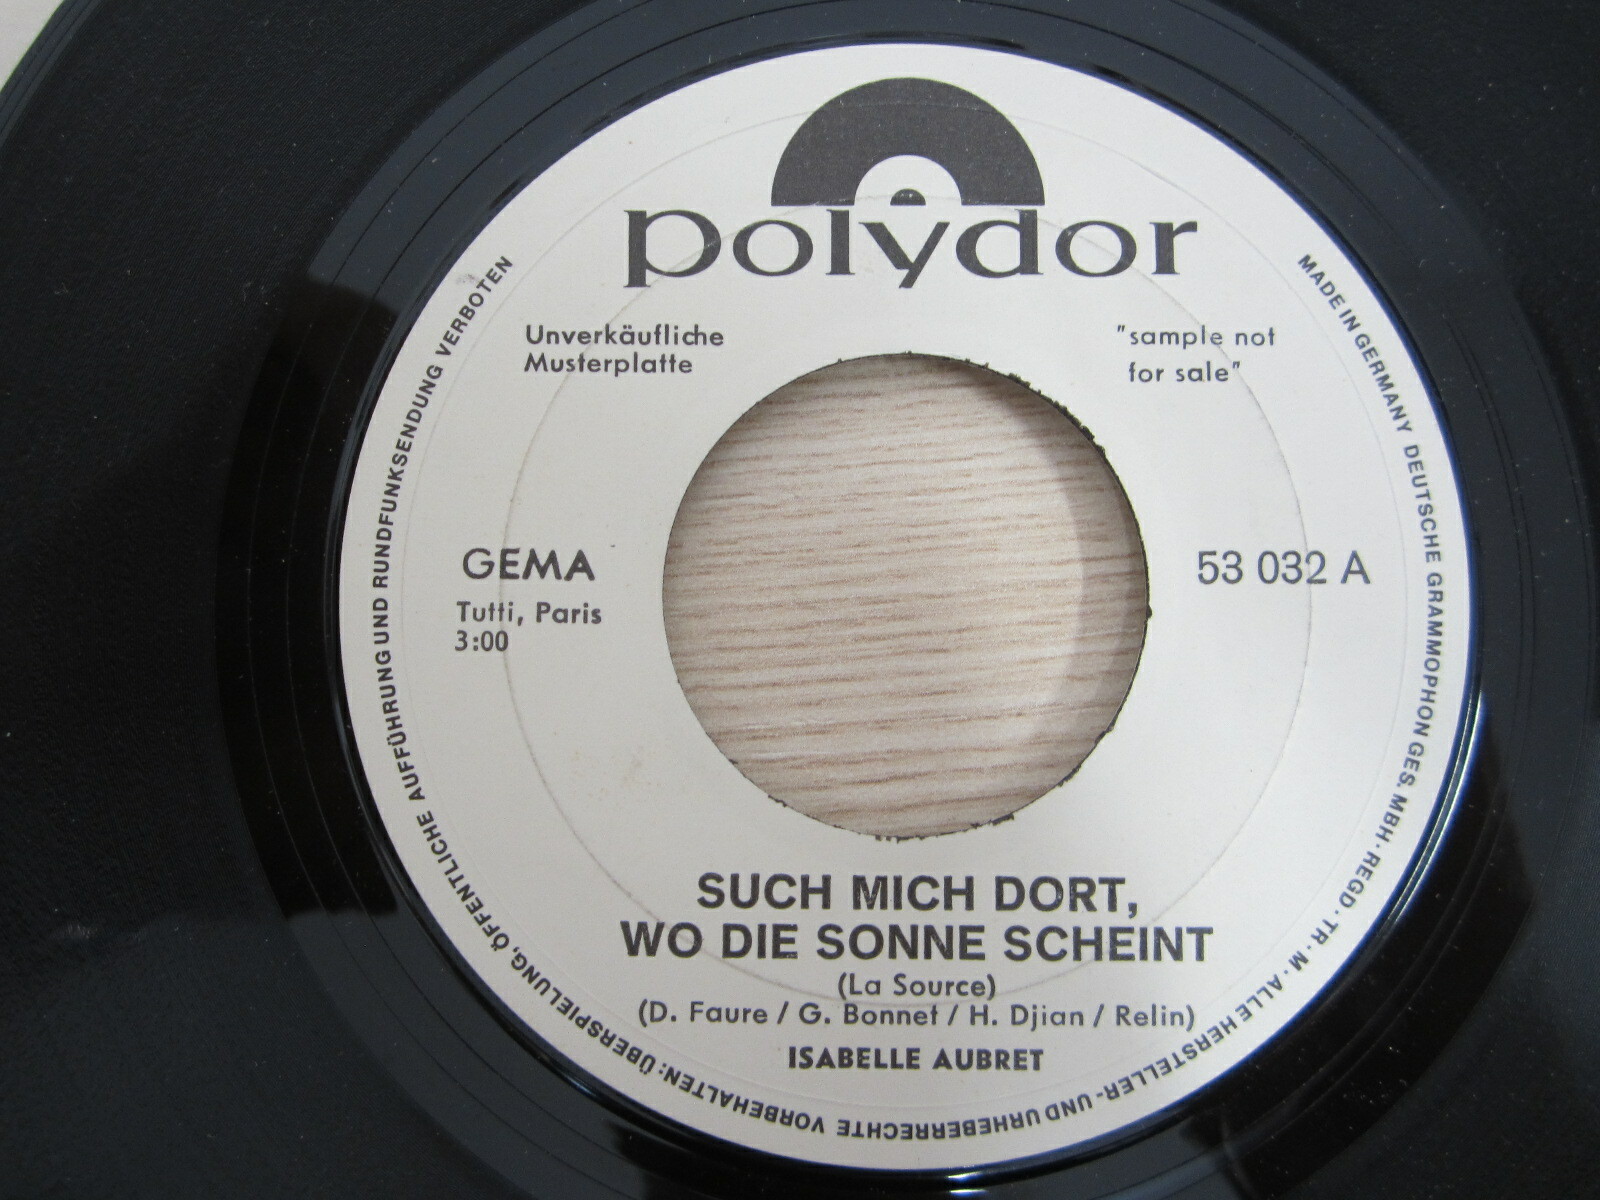 polydor
Unverkäufliche
Musterplatte
"sample not
for sale"
GEMA
Tutti, Paris
3:00
53 032 A
SUCH MICH DORT,
WO DIE SONNE SCHEINT
(La Source)
(D. Faure / G. Bonnet / H. Djian / Relin)
ISABELLE AUBRET
MADE IN GERMANY DEUTSCHE GRAMMOPHON GES. MBH · REGD · TR · M · ALLE HERSTELLER- UND URHEBERRECHTE VORBEHALTEN: ÜBERSPIELUNG, ÖFFENTLICHE AUFFÜHRUNG UND RUNDFUNKSENDUNG VERBOTEN